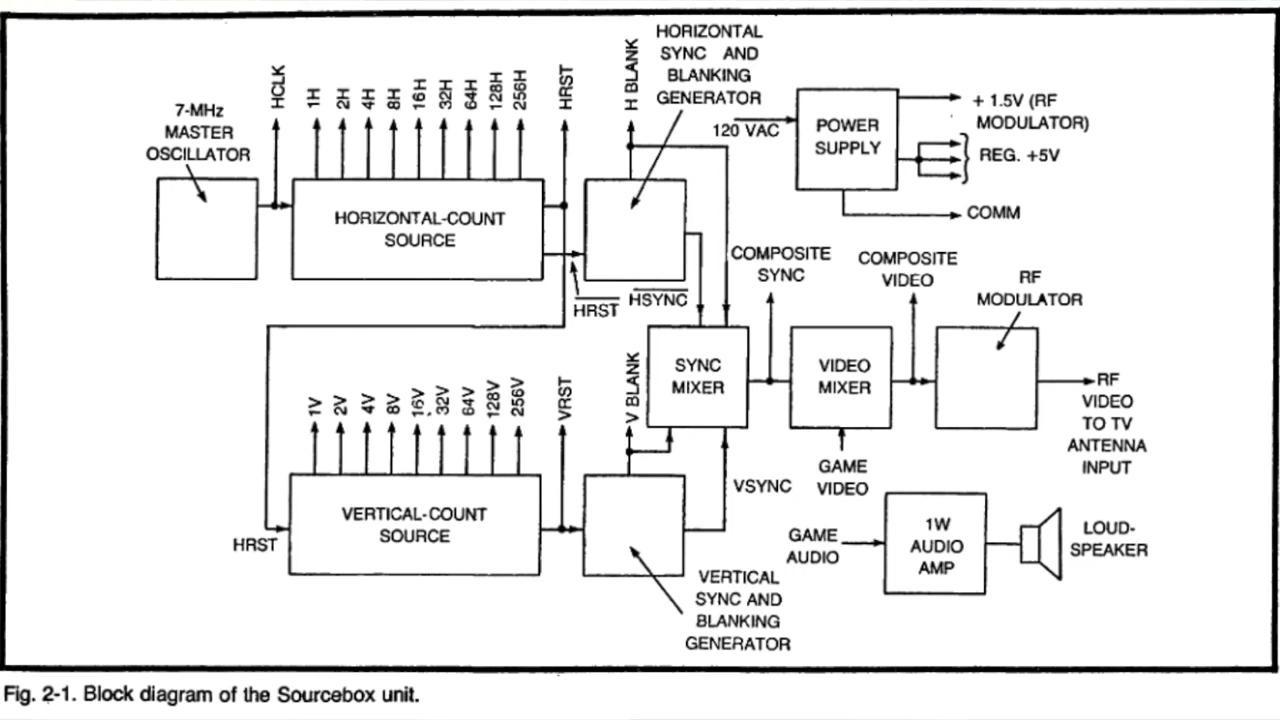 HORIZONTAL
SYNC AND
BLANKING
GENERATOR
7-MHz
MASTER
OSCILLATOR
HCLK
1H
2H
4H
8H
16H
32H
64H
128H
256H
HRST
H BLANK
120 VAC
POWER
SUPPLY
+ 1.5V (RF
MODULATOR)
REG. +5V
COMM
HORIZONTAL-COUNT
SOURCE
HRST
HSYNC
COMPOSITE
SYNC
COMPOSITE
VIDEO
RF
MODULATOR
1V
2V
4V
8V
16V
32V
64V
128V
256V
VRST
V BLANK
SYNC
MIXER
VIDEO
MIXER
RF
VIDEO
TO TV
ANTENNA
INPUT
VSYNC
GAME
VIDEO
HRST
VERTICAL-COUNT
SOURCE
GAME
AUDIO
1W
AUDIO
AMP
LOUD-
SPEAKER
VERTICAL
SYNC AND
BLANKING
GENERATOR
Fig. 2-1. Block diagram of the Sourcebox unit.